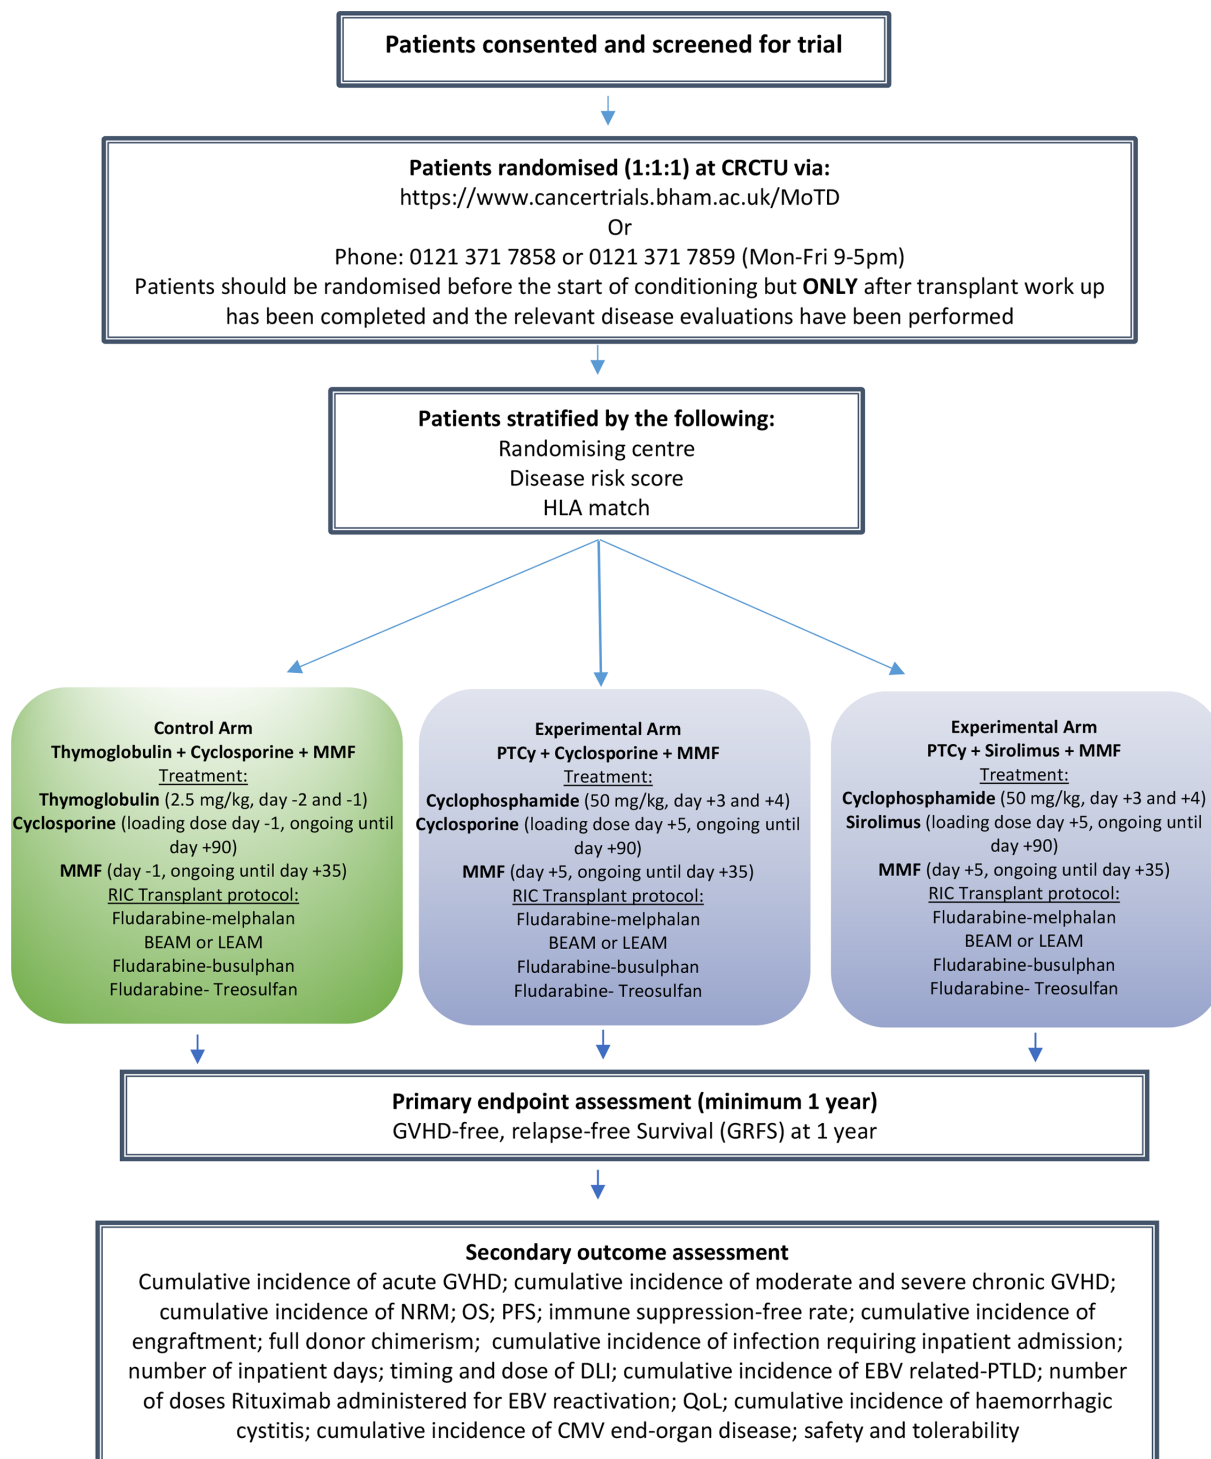 Patients consented and screened for trial
Patients randomised (1:1:1) at CRCTU via:
https://www.cancertrials.bham.ac.uk/MoTD
Or
Phone: 0121 371 7858 or 0121 371 7859 (Mon-Fri 9-5pm)
Patients should be randomised before the start of conditioning but ONLY after transplant work up
has been completed and the relevant disease evaluations have been performed
Patients stratified by the following:
Randomising centre
Disease risk score
HLA match
Control Arm
Thymoglobulin + Cyclosporine + MMF
Treatment:
Thymoglobulin (2.5 mg/kg, day -2 and -1)
Cyclosporine (loading dose day -1, ongoing until
day +90)
MMF (day -1, ongoing until day +35)
RIC Transplant protocol:
Fludarabine-melphalan
BEAM or LEAM
Fludarabine-busulphan
Fludarabine- Treosulfan
Experimental Arm
PTCy + Cyclosporine + MMF
Treatment:
Cyclophosphamide (50 mg/kg, day +3 and +4)
Cyclosporine (loading dose day +5, ongoing until
day +90)
MMF (day +5, ongoing until day +35)
RIC Transplant protocol:
Fludarabine-melphalan
BEAM or LEAM
Fludarabine-busulphan
Fludarabine- Treosulfan
Experimental Arm
PTCy + Sirolimus + MMF
Treatment:
Cyclophosphamide (50 mg/kg, day +3 and +4)
Sirolimus (loading dose day +5, ongoing until
day +90)
MMF (day +5, ongoing until day +35)
RIC Transplant protocol:
Fludarabine-melphalan
BEAM or LEAM
Fludarabine-busulphan
Fludarabine- Treosulfan
Primary endpoint assessment (minimum 1 year)
GVHD-free, relapse-free Survival (GRFS) at 1 year
Secondary outcome assessment
Cumulative incidence of acute GVHD; cumulative incidence of moderate and severe chronic GVHD;
cumulative incidence of NRM; OS; PFS; immune suppression-free rate; cumulative incidence of
engraftment; full donor chimerism; cumulative incidence of infection requiring inpatient admission;
number of inpatient days; timing and dose of DLI; cumulative incidence of EBV related-PTLD; number
of doses Rituximab administered for EBV reactivation; QoL; cumulative incidence of haemorrhagic
cystitis; cumulative incidence of CMV end-organ disease; safety and tolerability